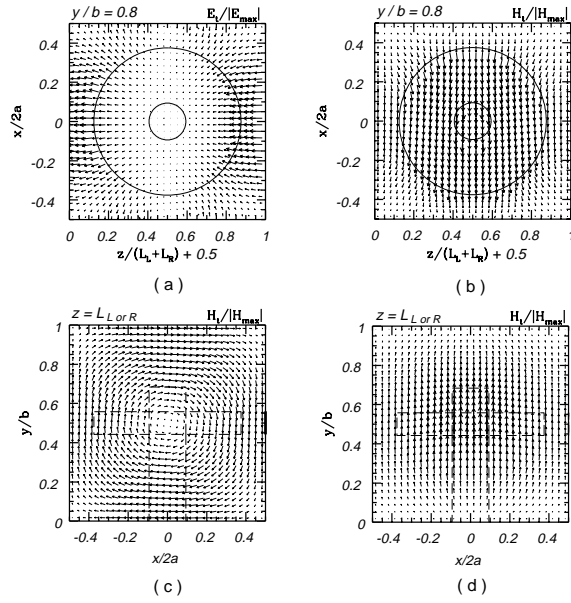 y / b = 0.8 E_t/|E_max|
0.4
0.2
0
-0.2
-0.4
x/2a
0 0.2 0.4 0.6 0.8 1
z/(L_L+L_R) + 0.5
( a )
y / b = 0.8 H_t/|H_max|
0.4
0.2
0
-0.2
-0.4
x/2a
0 0.2 0.4 0.6 0.8 1
z/(L_L+L_R) + 0.5
( b )
z = L_L or R H_t/|H_max|
1
0.8
0.6
0.4
0.2
0
y/b
-0.4 -0.2 0 0.2 0.4
x/2a
( c )
z = L_L or R H_t/|H_max|
1
0.8
0.6
0.4
0.2
0
y/b
-0.4 -0.2 0 0.2 0.4
x/2a
( d )